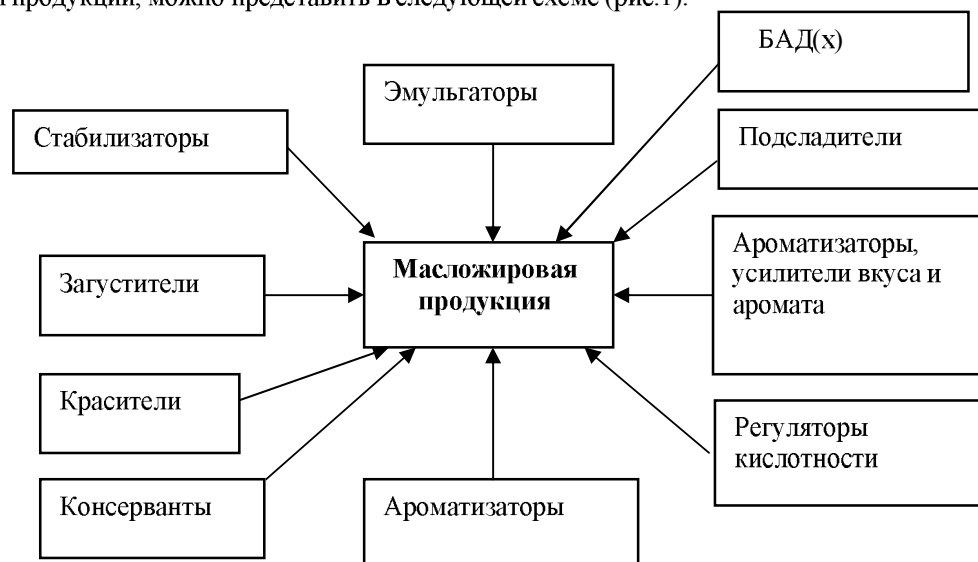 продукции, можно представить в следующей схеме (рис.1).
БАД(х)
Эмульгаторы
Стабилизаторы
Подсладители
Ароматизаторы,
усилители вкуса и
аромата
Масложировая
продукция
Загустители
Красители
Регуляторы
кислотности
Консерванты
Ароматизаторы